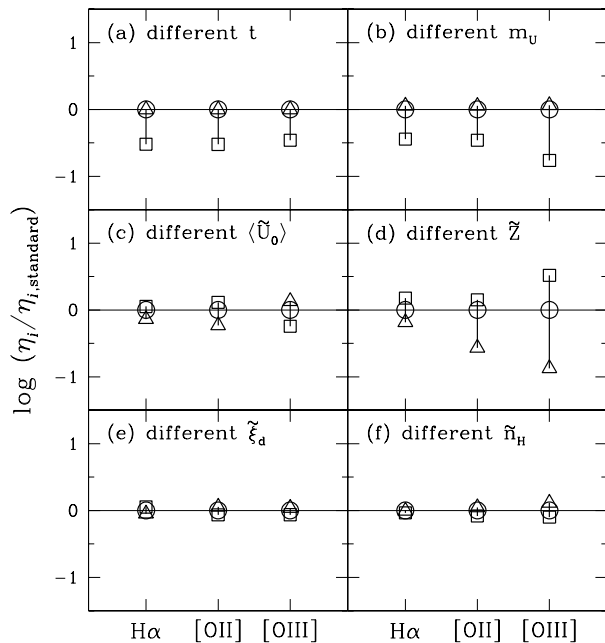 (a) different t
(b) different m_U
1
0
-1
(c) different ⟨Ũ₀⟩
(d) different Z̃
1
0
-1
(e) different ξ̃_d
(f) different ñ_H
1
0
-1
log (η_i/η_i,standard)
Hα [OII] [OIII] Hα [OII] [OIII]